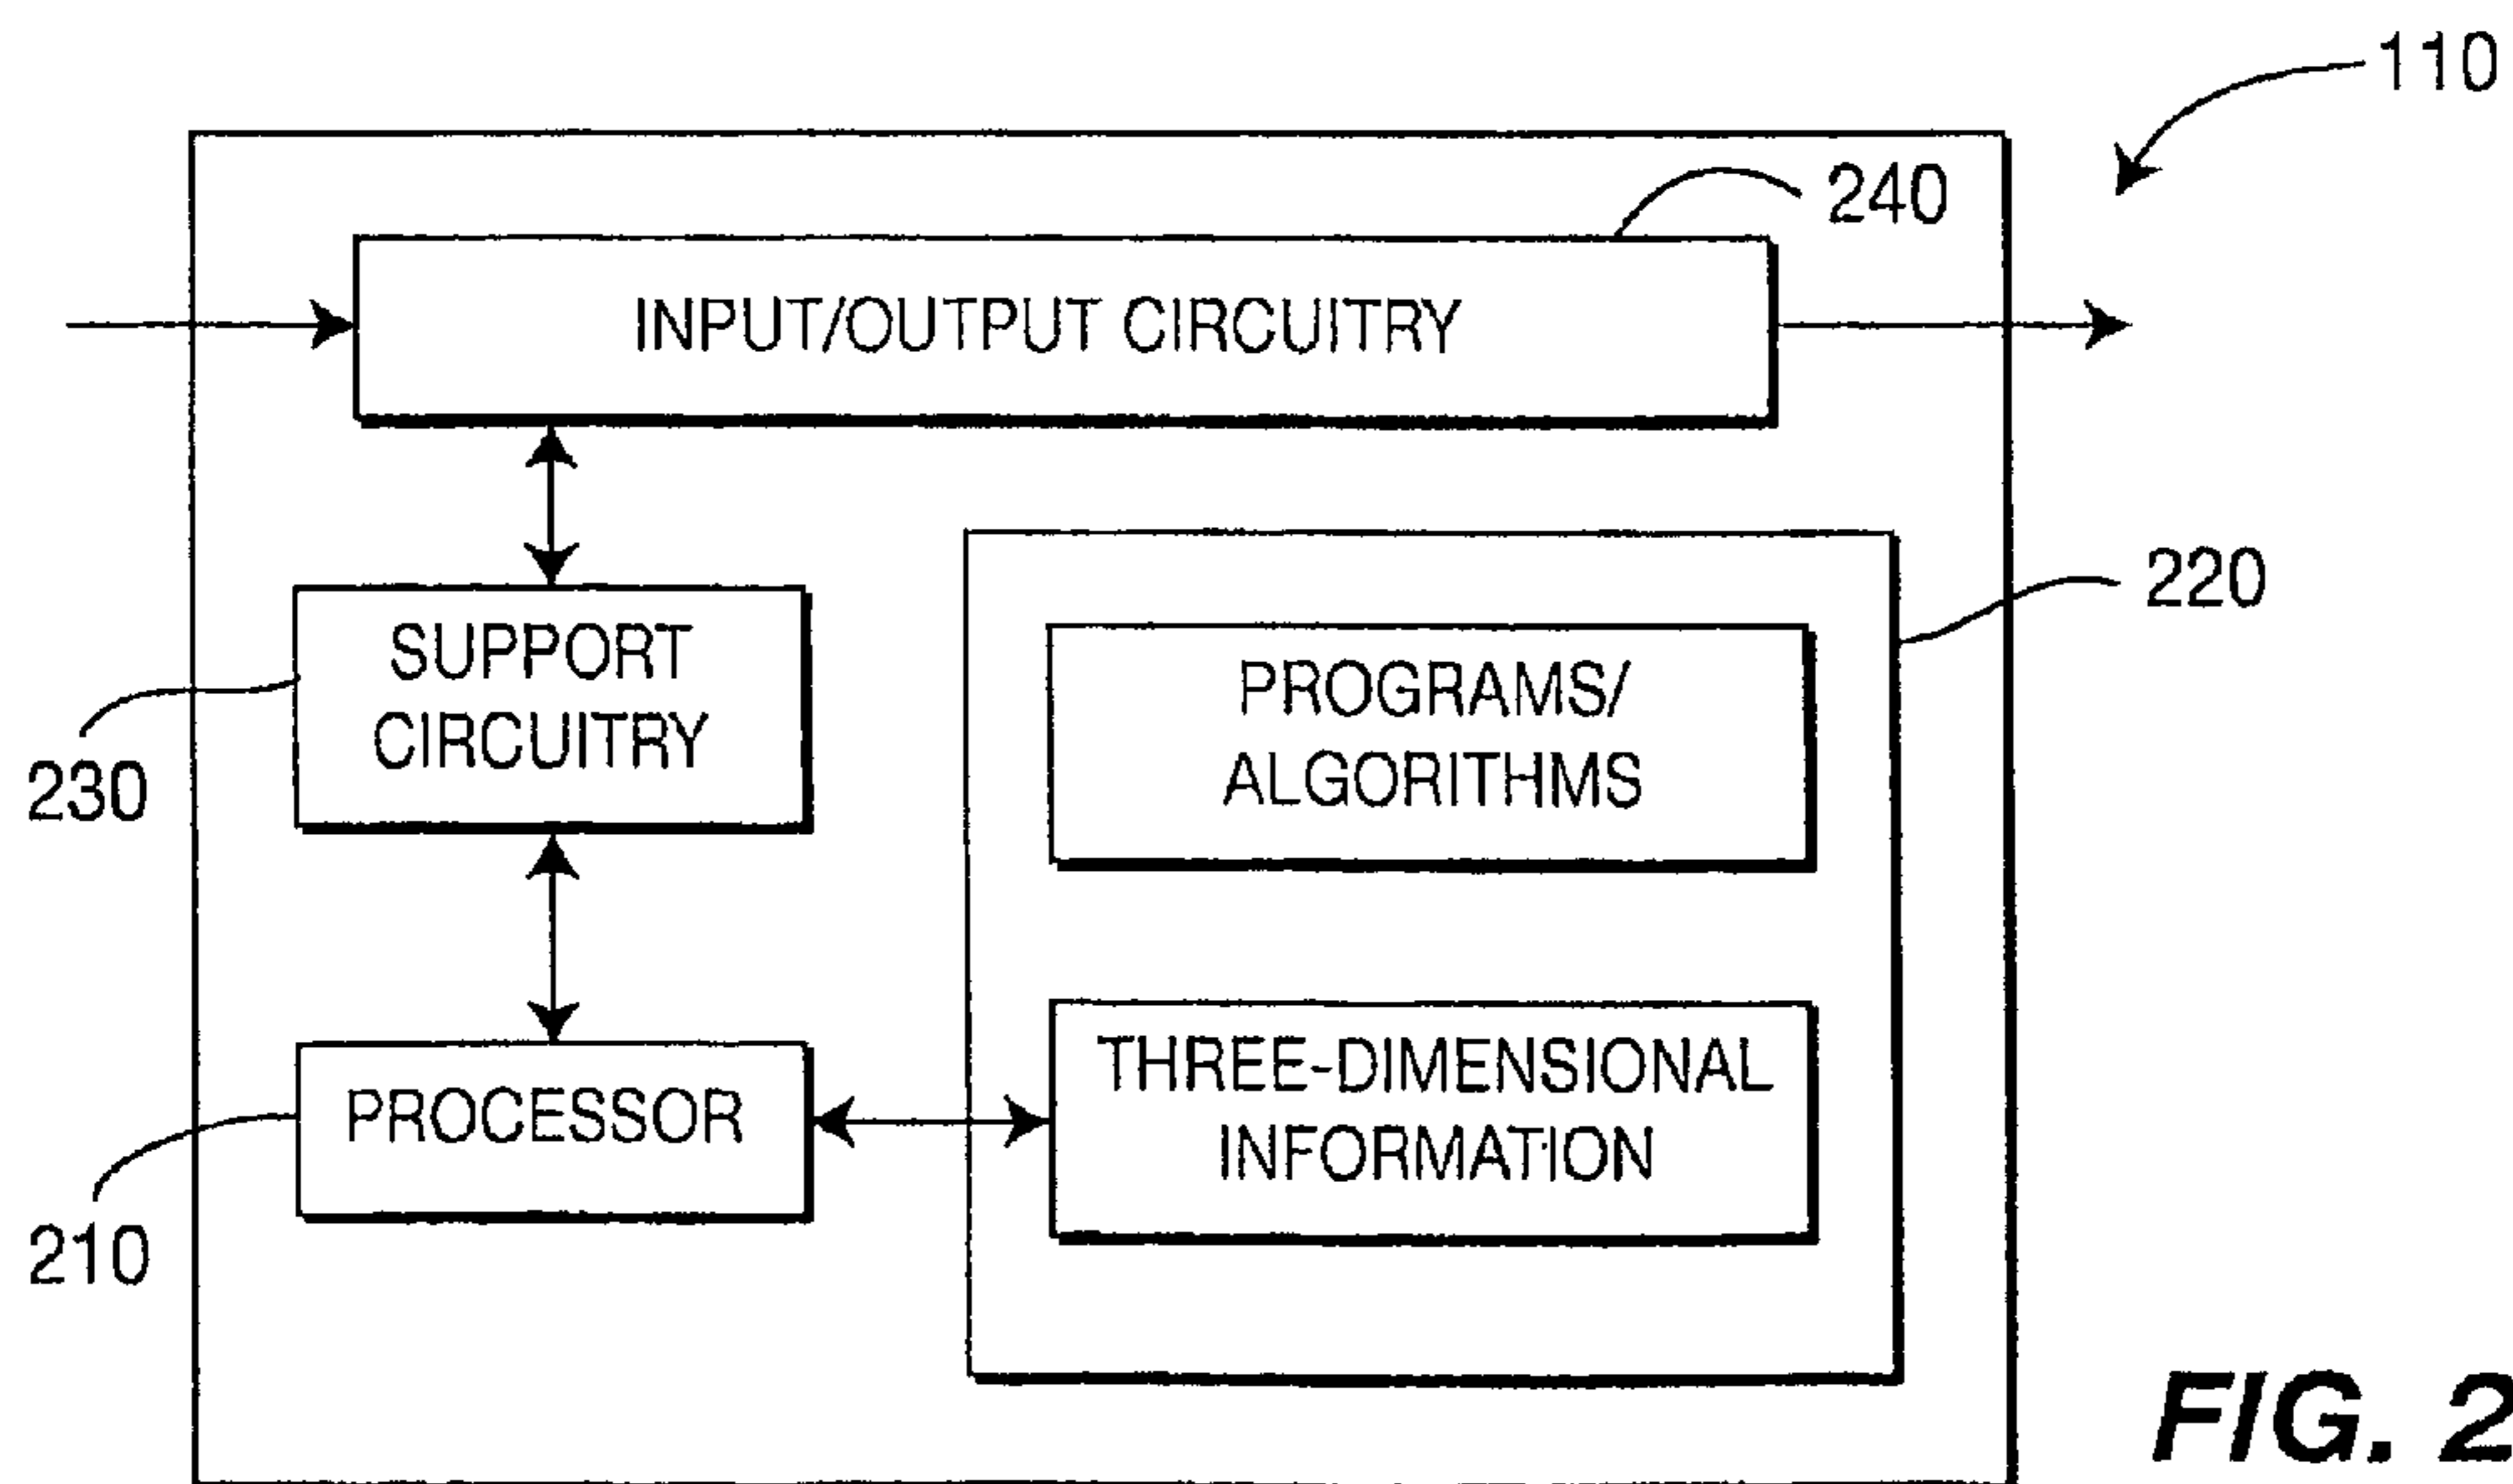 110
240
INPUT/OUTPUT CIRCUITRY
220
SUPPORT
CIRCUITRY
230
PROGRAMS/
ALGORITHMS
THREE-DIMENSIONAL
INFORMATION
PROCESSOR
210
FIG. 2